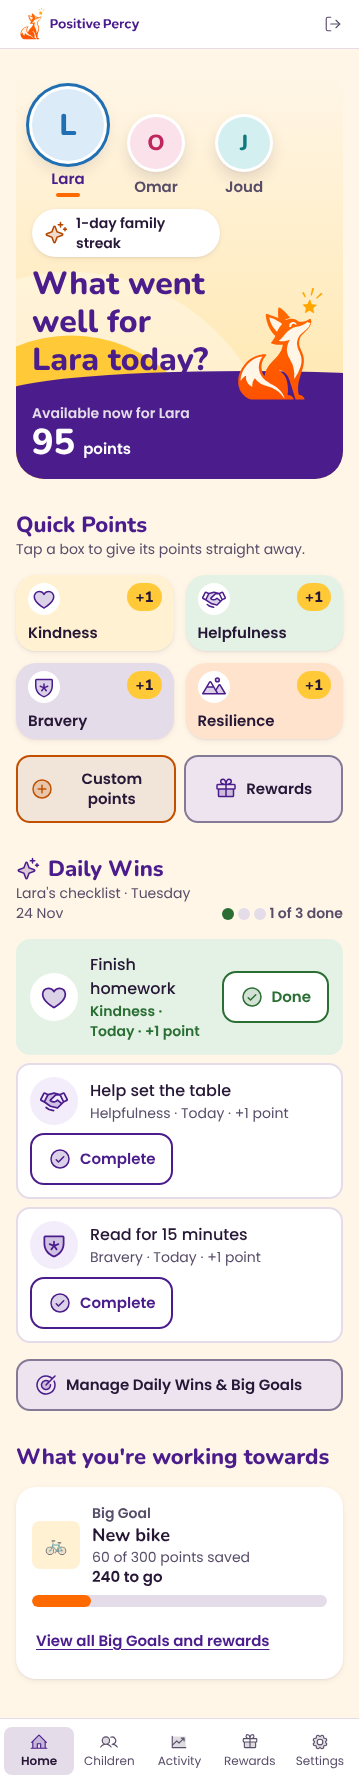 Positive Percy
L
O
J
Lara
Omar
Joud
1-day family
streak
What went
well for
Lara today?
Available now for Lara
95 points
Quick Points
Tap a box to give its points straight away.
+1
Kindness
+1
Helpfulness
+1
Bravery
+1
Resilience
Custom
points
Rewards
Daily Wins
Lara's checklist · Tuesday
24 Nov
1 of 3 done
Finish
homework
Kindness ·
Today · +1 point
Done
Help set the table
Helpfulness · Today · +1 point
Complete
Read for 15 minutes
Bravery · Today · +1 point
Complete
Manage Daily Wins & Big Goals
What you're working towards
Big Goal
New bike
60 of 300 points saved
240 to go
View all Big Goals and rewards
Home
Children
Activity
Rewards
Settings